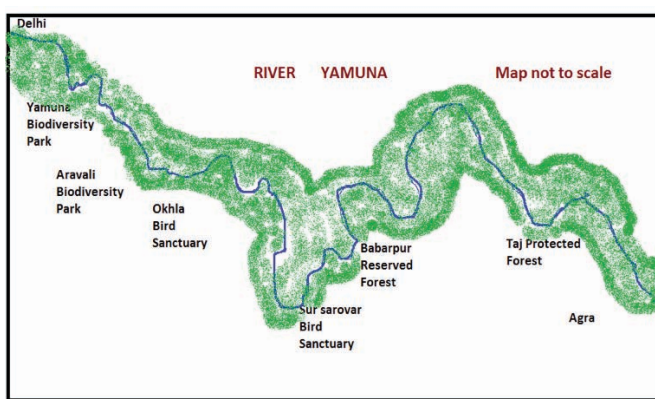 Delhi
RIVER YAMUNA
Map not to scale
Yamuna
Biodiversity
Park
Aravali
Biodiversity
Park
Okhla
Bird
Sanctuary
Sur sarovar
Bird
Sanctuary
Babarpur
Reserved
Forest
Taj Protected
Forest
Agra